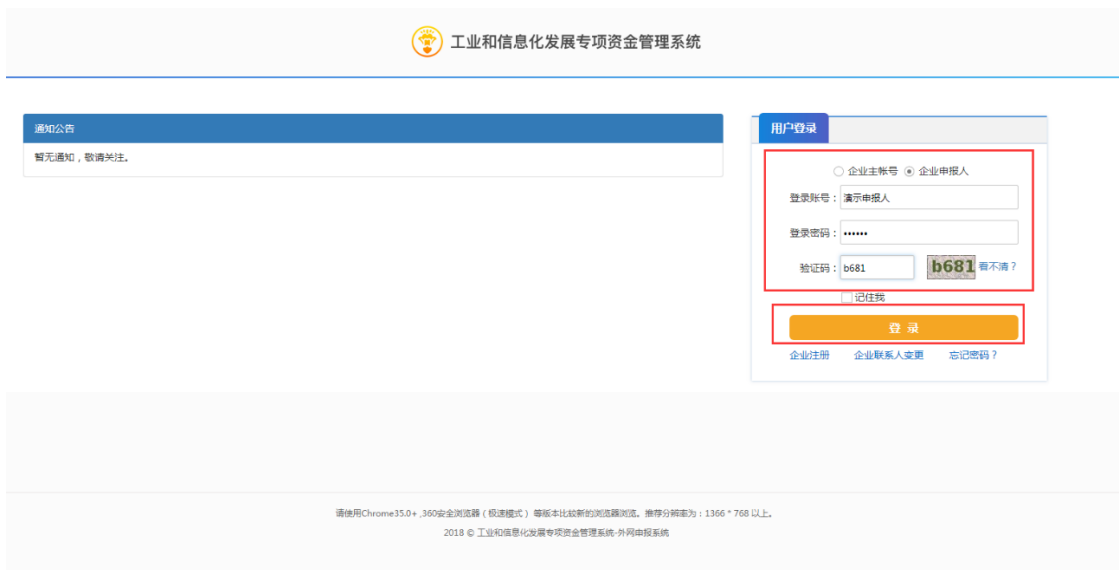 工业和信息化发展专项资金管理系统
通知公告
暂无通知，敬请关注。
用户登录
企业主帐号 企业申报人
登录账号： 演示申报人
登录密码： ••••••
验证码： b681 b681 看不清？
记住我
登 录
企业注册 企业联系人变更 忘记密码？
请使用Chrome35.0+ ,360安全浏览器（极速模式） 等版本比较新的浏览器浏览。推荐分辨率为：1366 * 768 以上。
2018 © 工业和信息化发展专项资金管理系统-外网申报系统